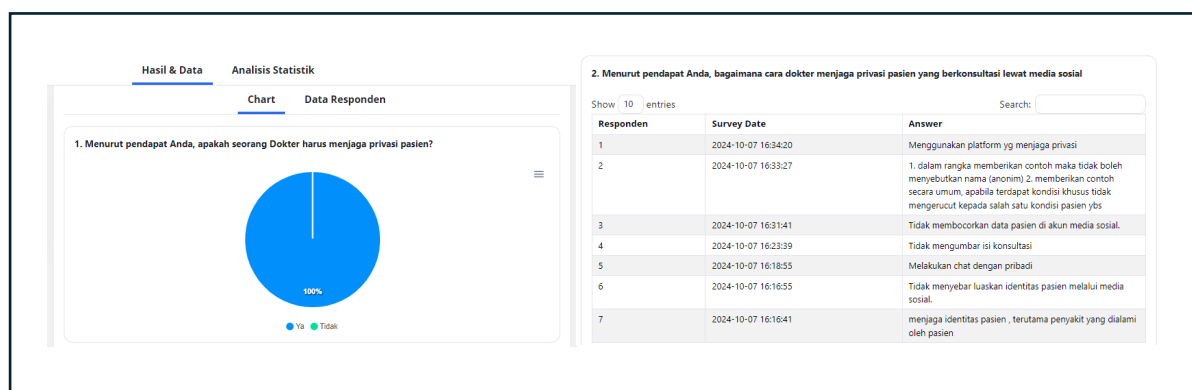 Hasil & Data Analisis Statistik
Chart Data Responden
1. Menurut pendapat Anda, apakah seorang Dokter harus menjaga privasi pasien?
100%
Ya Tidak
2. Menurut pendapat Anda, bagaimana cara dokter menjaga privasi pasien yang berkonsultasi lewat media sosial
Show 10 entries Search:
Responden Survey Date Answer
1 2024-10-07 16:34:20 Menggunakan platform yg menjaga privasi
2 2024-10-07 16:33:27 1. dalam rangka memberikan contoh maka tidak boleh
menyebutkan nama (anonim) 2. memberikan contoh
secara umum, apabila terdapat kondisi khusus tidak
mengerucut kepada salah satu kondisi pasien ybs
3 2024-10-07 16:31:41 Tidak membocorkan data pasien di akun media sosial.
4 2024-10-07 16:23:39 Tidak mengumbar isi konsultasi
5 2024-10-07 16:18:55 Melakukan chat dengan pribadi
6 2024-10-07 16:16:55 Tidak menyebar luaskan identitas pasien melalui media
sosial.
7 2024-10-07 16:16:41 menjaga identitas pasien , terutama penyakit yang dialami
oleh pasien